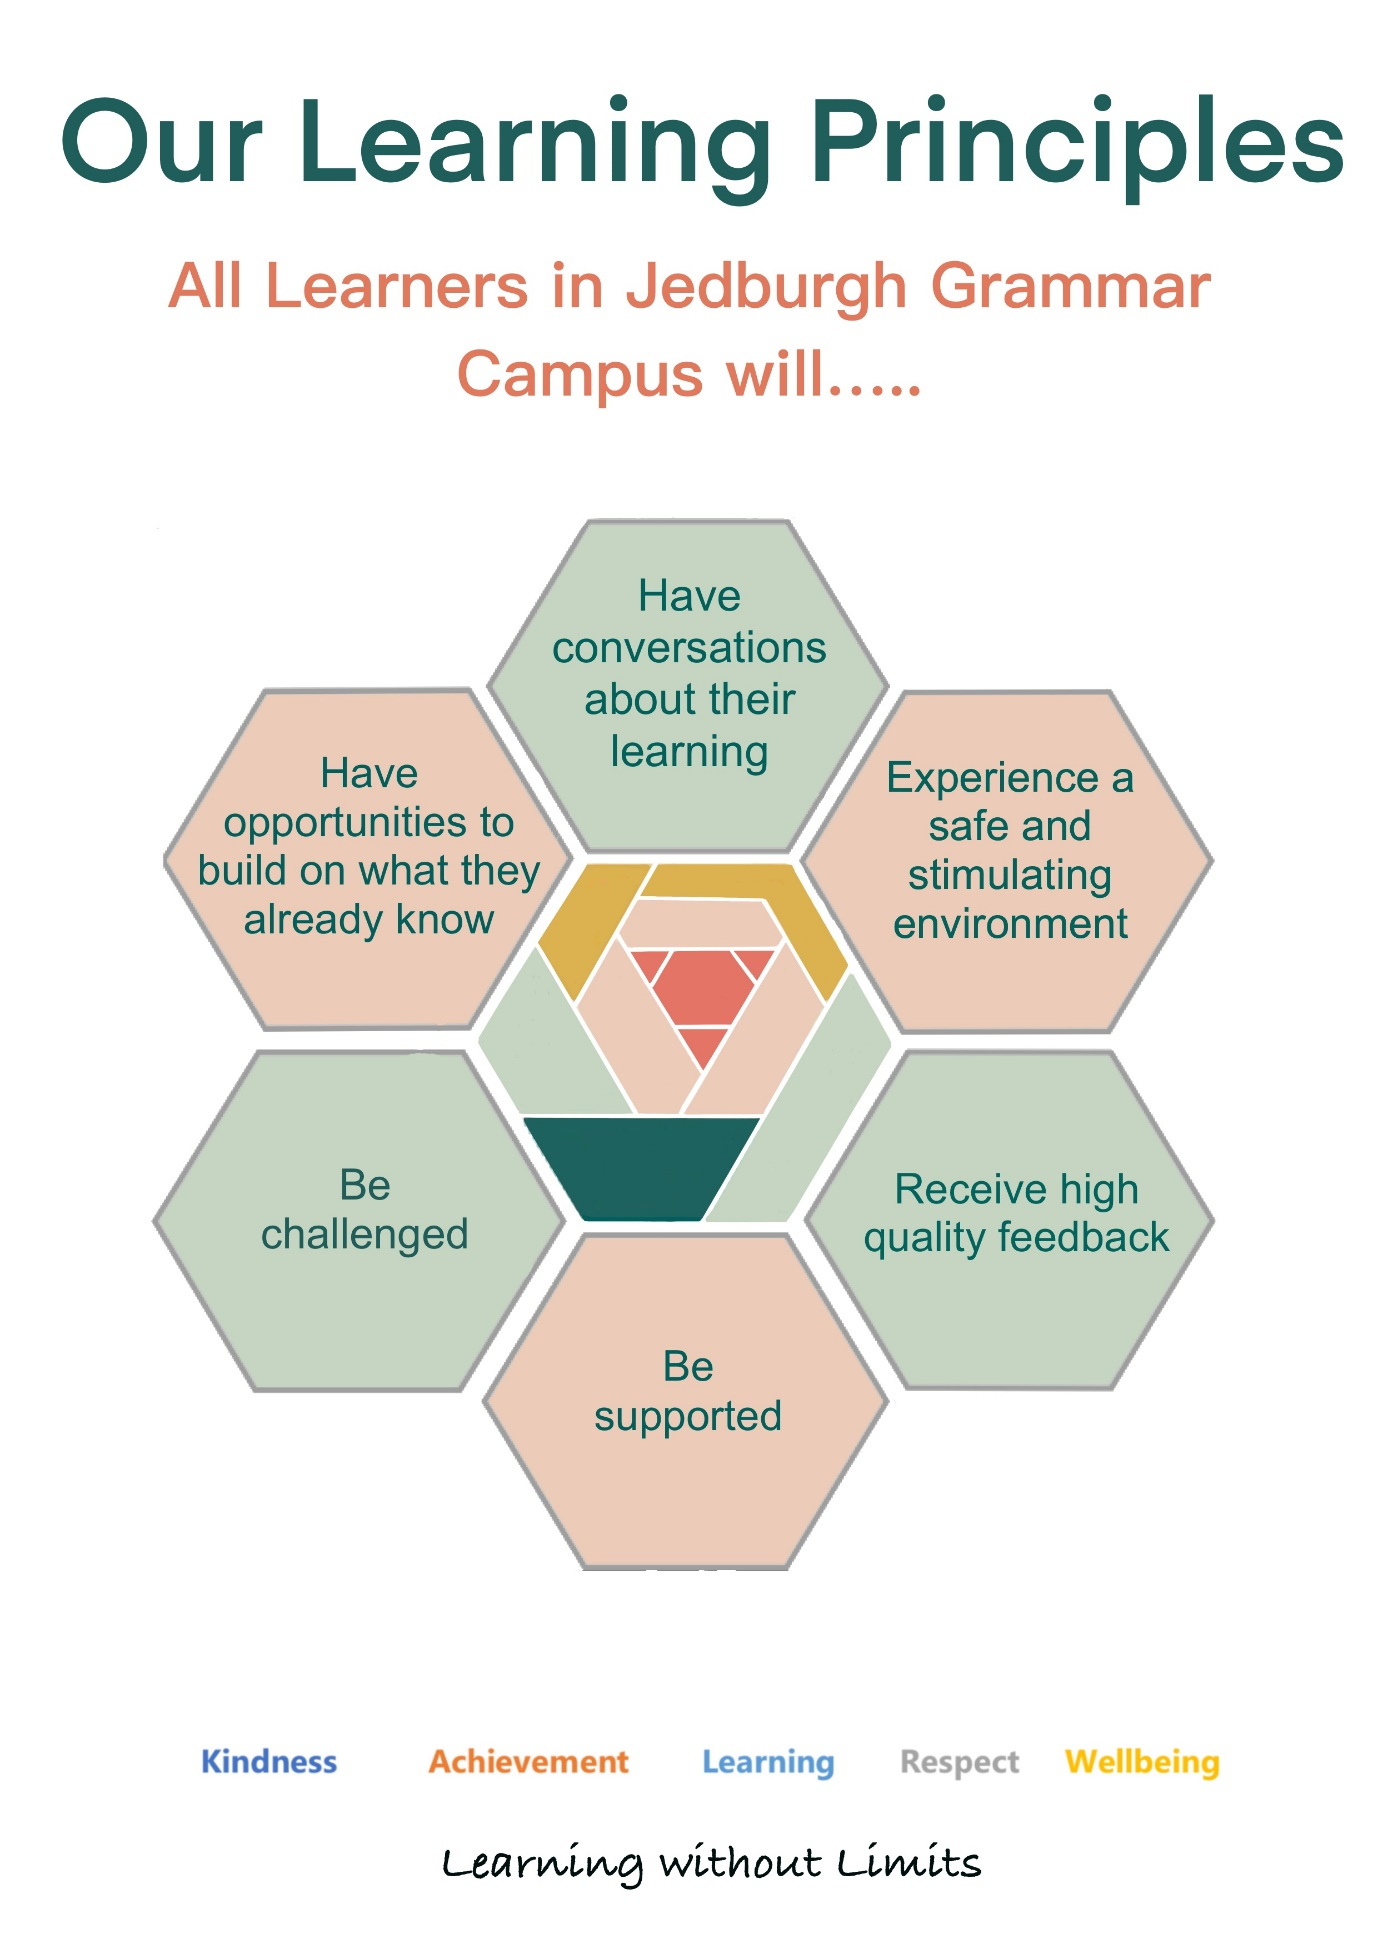 Our Learning Principles
All Learners in Jedburgh Grammar
Campus will.....
Have
conversations
about their
learning
Have
opportunities to
build on what they
already know
Experience a
safe and
stimulating
environment
Be
challenged
Receive high
quality feedback
Be
supported
Kindness Achievement Learning Respect Wellbeing
Learning without Limits